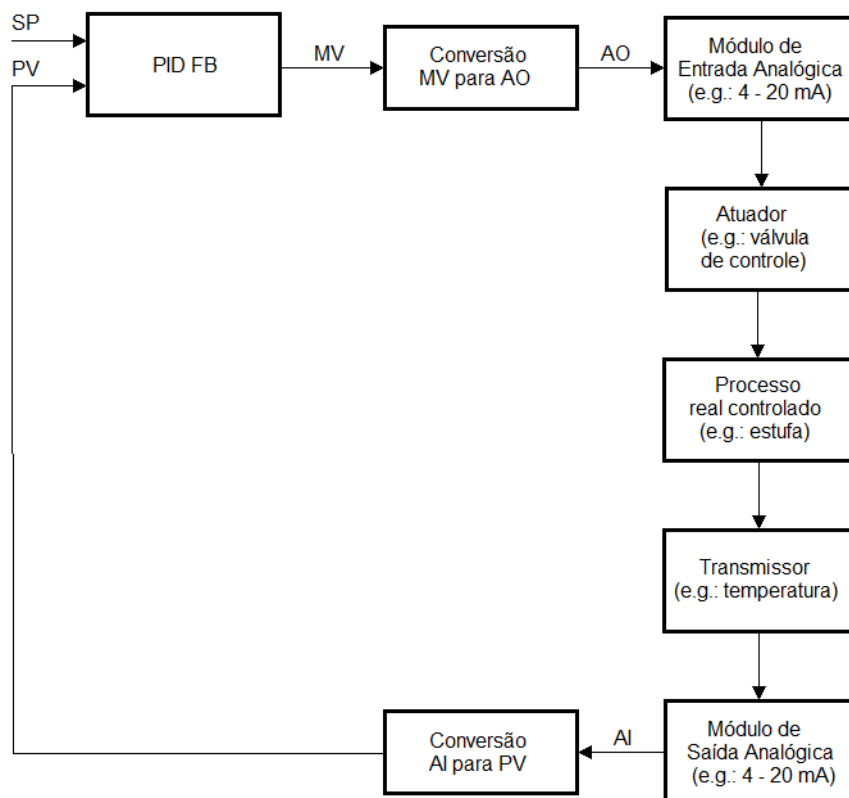 SP
PV
PID FB
MV
Conversão
MV para AO
AO
Módulo de
Entrada Analógica
(e.g.: 4 - 20 mA)
Atuador
(e.g.: válvula
de controle)
Processo
real controlado
(e.g.: estufa)
Transmissor
(e.g.: temperatura)
Módulo de
Saída Analógica
(e.g.: 4 - 20 mA)
AI
Conversão
AI para PV